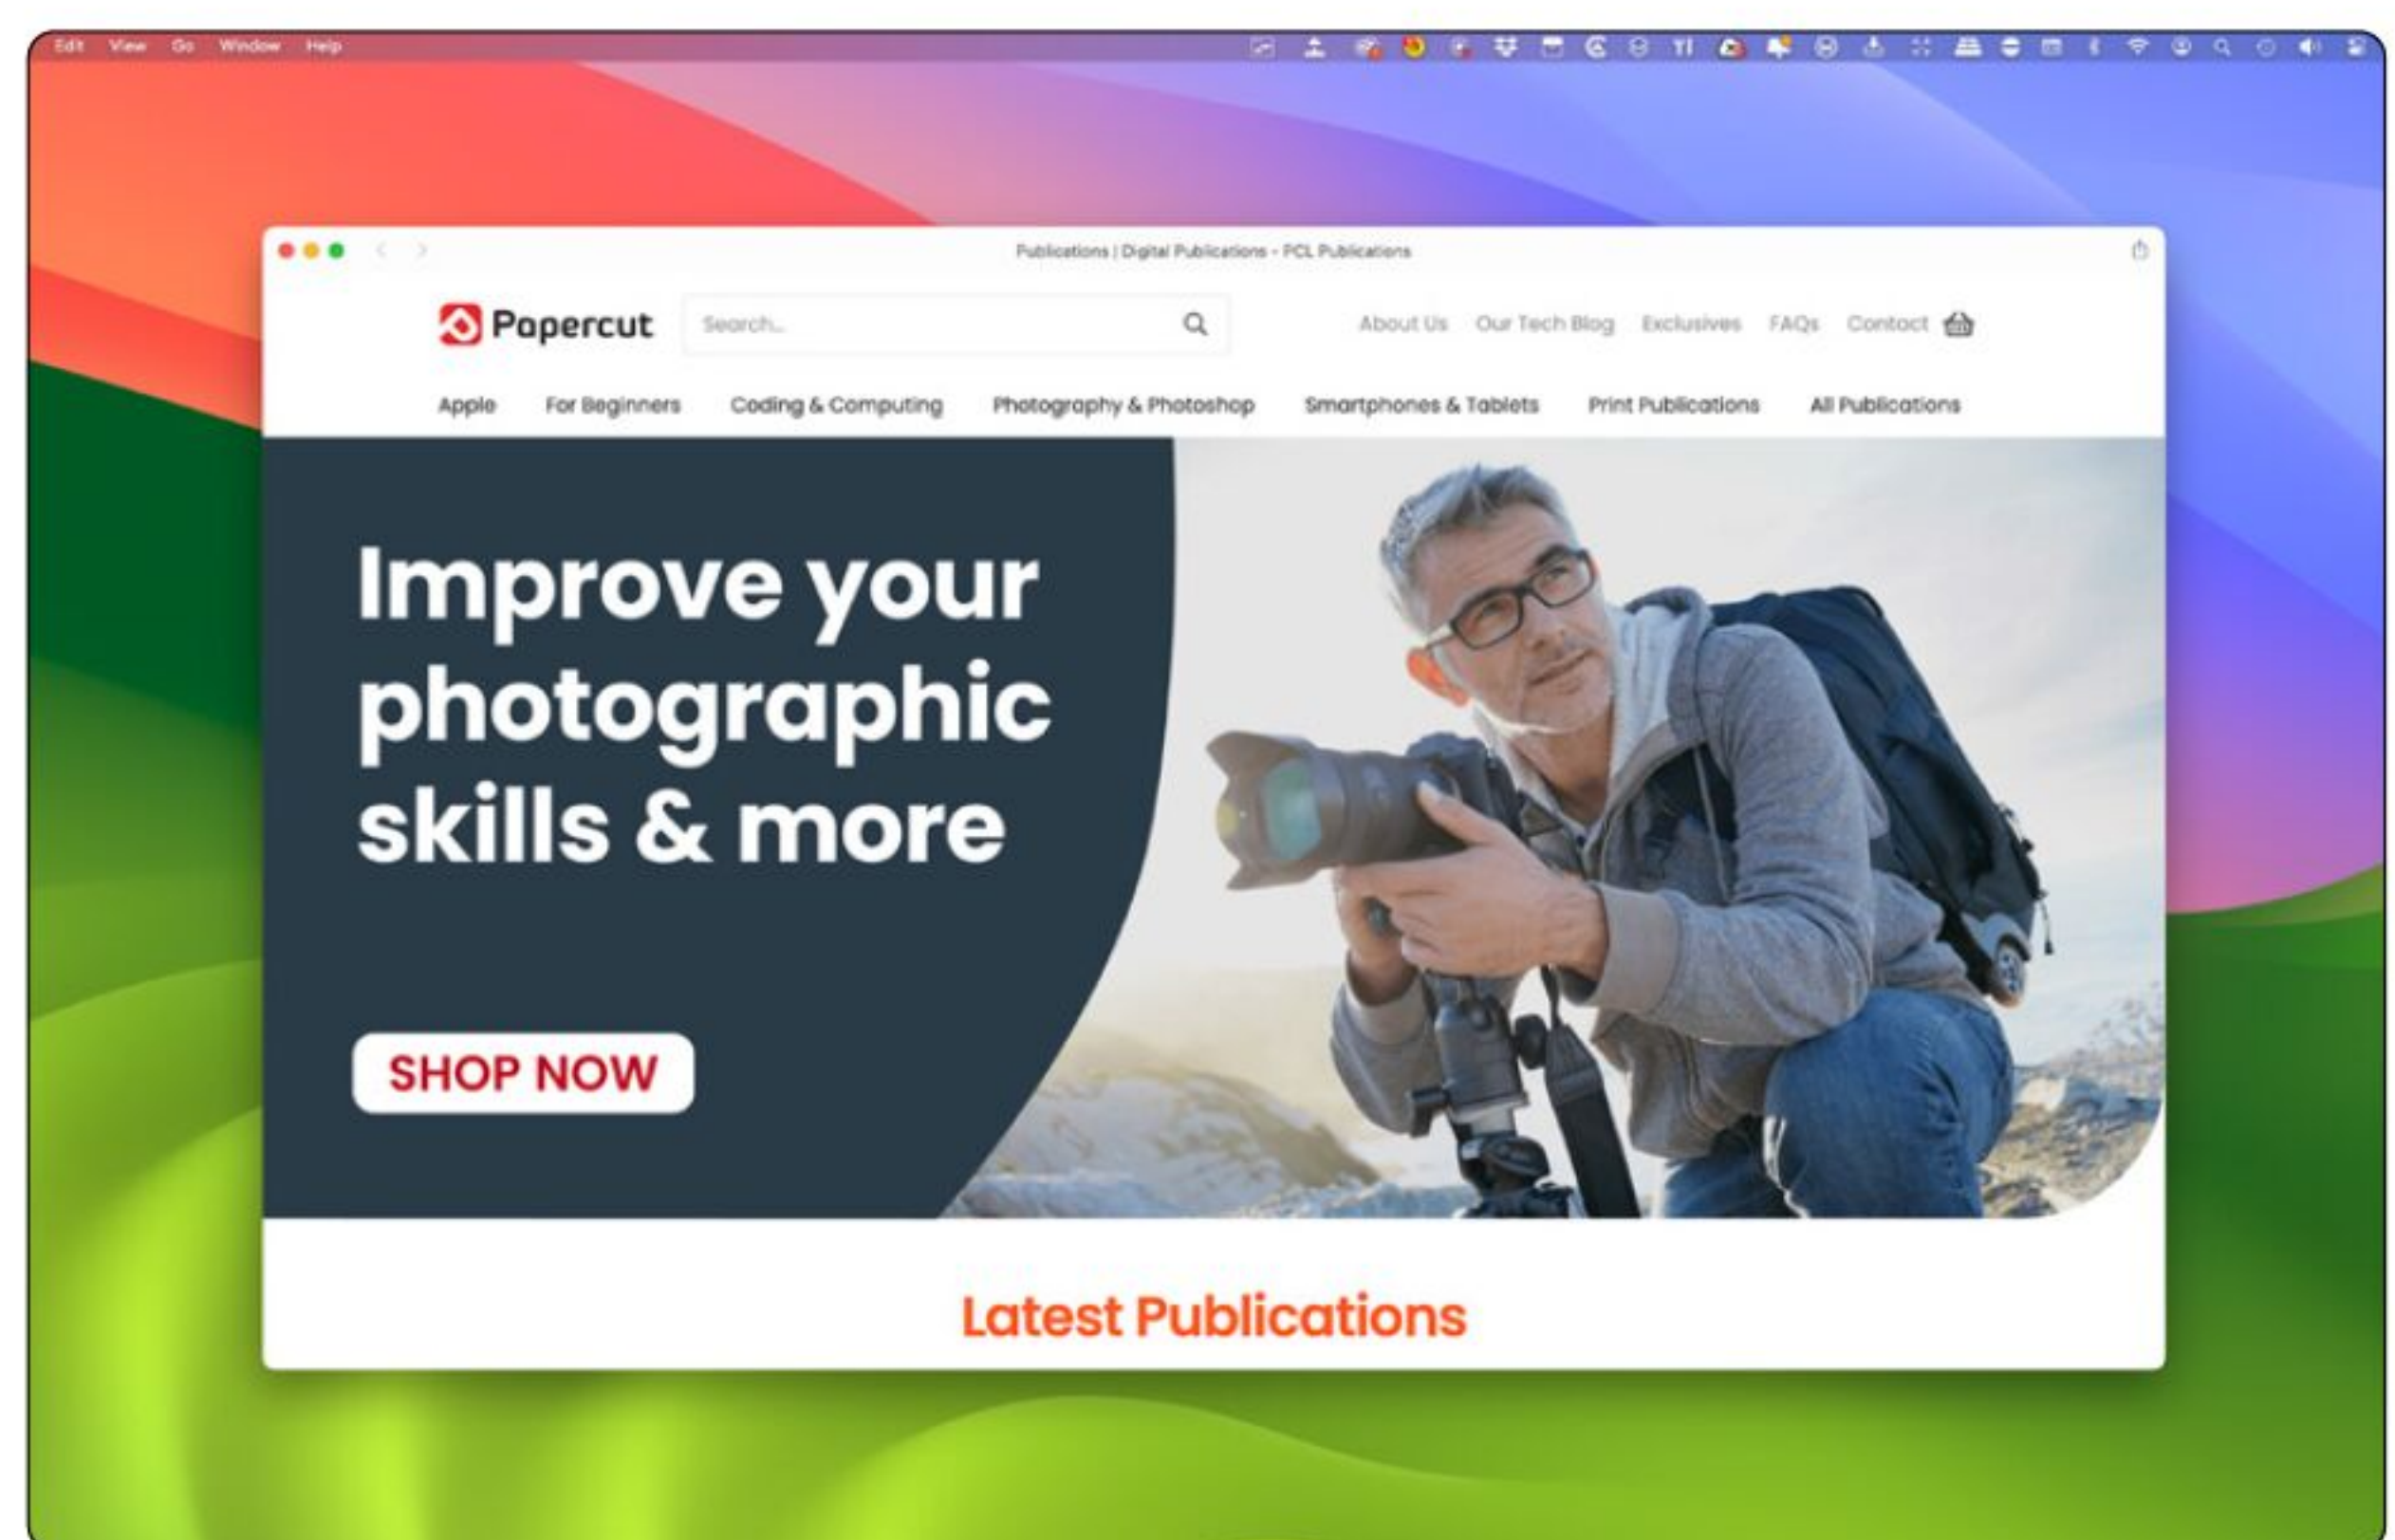 Edit View Go Window Help
Publications | Digital Publications - PCL Publications
Papercut Search... About Us Our Tech Blog Exclusives FAQs Contact
Apple For Beginners Coding & Computing Photography & Photoshop Smartphones & Tablets Print Publications All Publications
Improve your
photographic
skills & more
SHOP NOW
Latest Publications